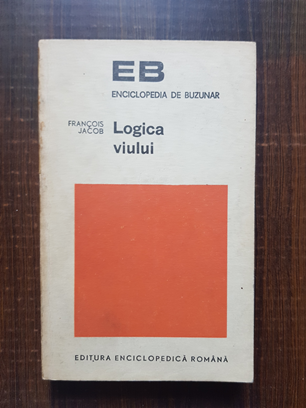 EB
ENCICLOPEDIA DE BUZUNAR
FRANÇOIS
JACOB
Logica
viului
EDITURA ENCICLOPEDICĂ ROMÂNĂ